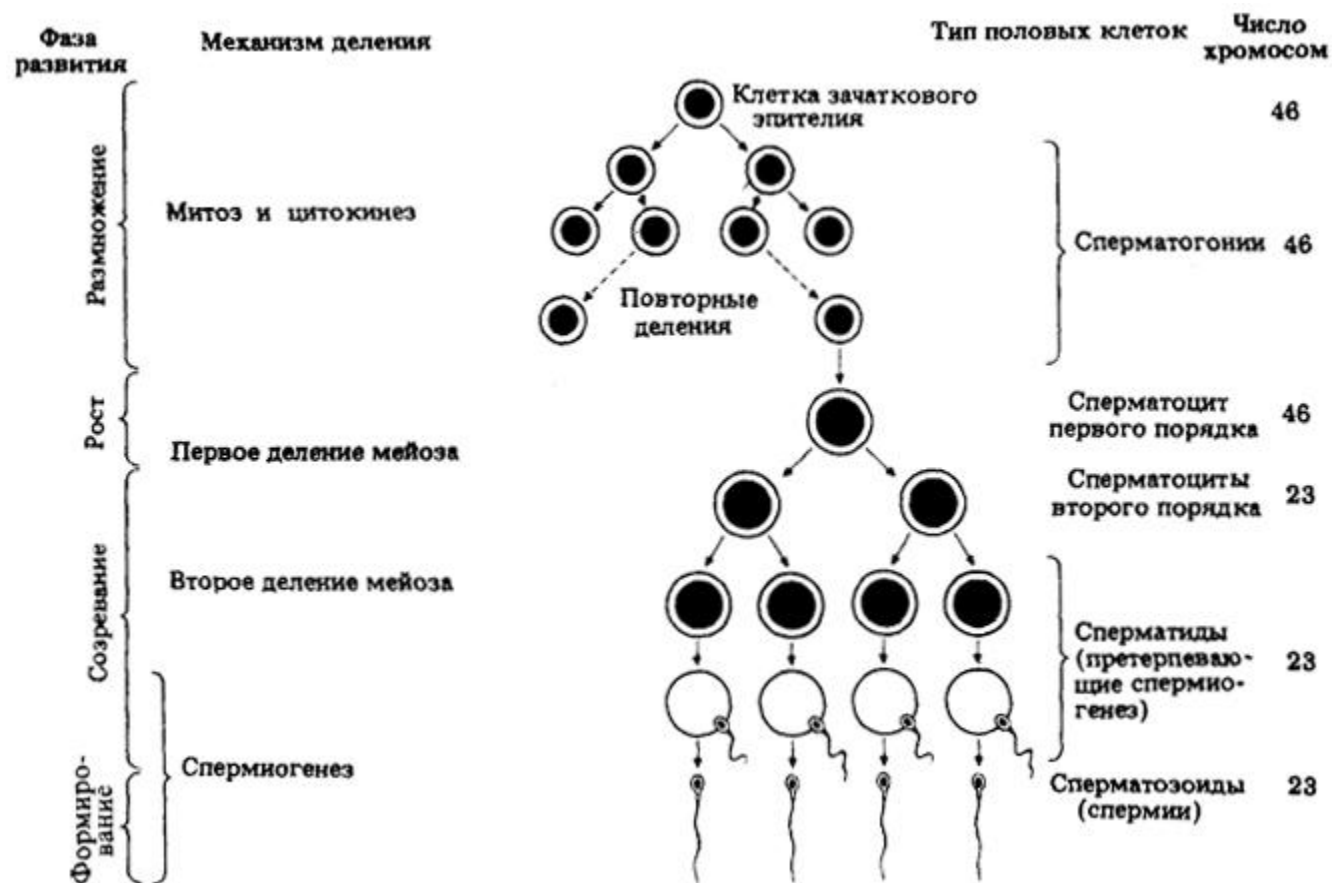 Фаза
развития
Механизм деления
Тип половых клеток
Число
хромосом
Клетка зачаткового
эпителия
46
Размножение
Митоз и цитокинез
Сперматогонии
46
Повторные
деления
Рост
Сперматоцит
первого порядка
46
Первое деление мейоза
Сперматоциты
второго порядка
23
Созревание
Второе деление мейоза
Сперматиды
(претерпеваю-
щие спермио-
генез)
23
Формиро-
вание
Спермиогенез
Сперматозоиды
(спермии)
23